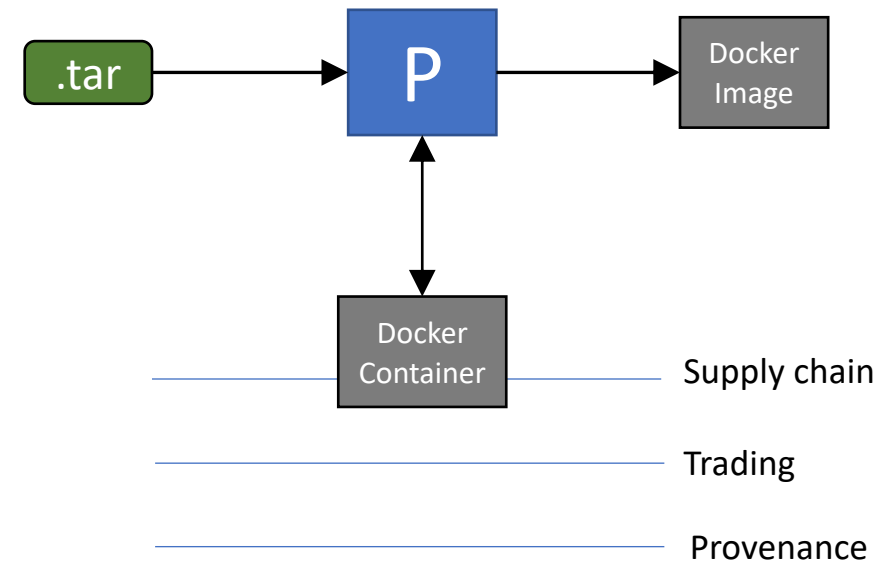 .tar
P
Docker
Image
Docker
Container
Supply chain
Trading
Provenance